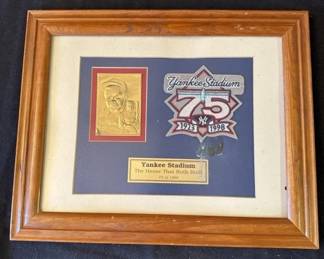 Yankee Stadium
75
1923 1998
NY
Yankee Stadium
The House That Ruth Built